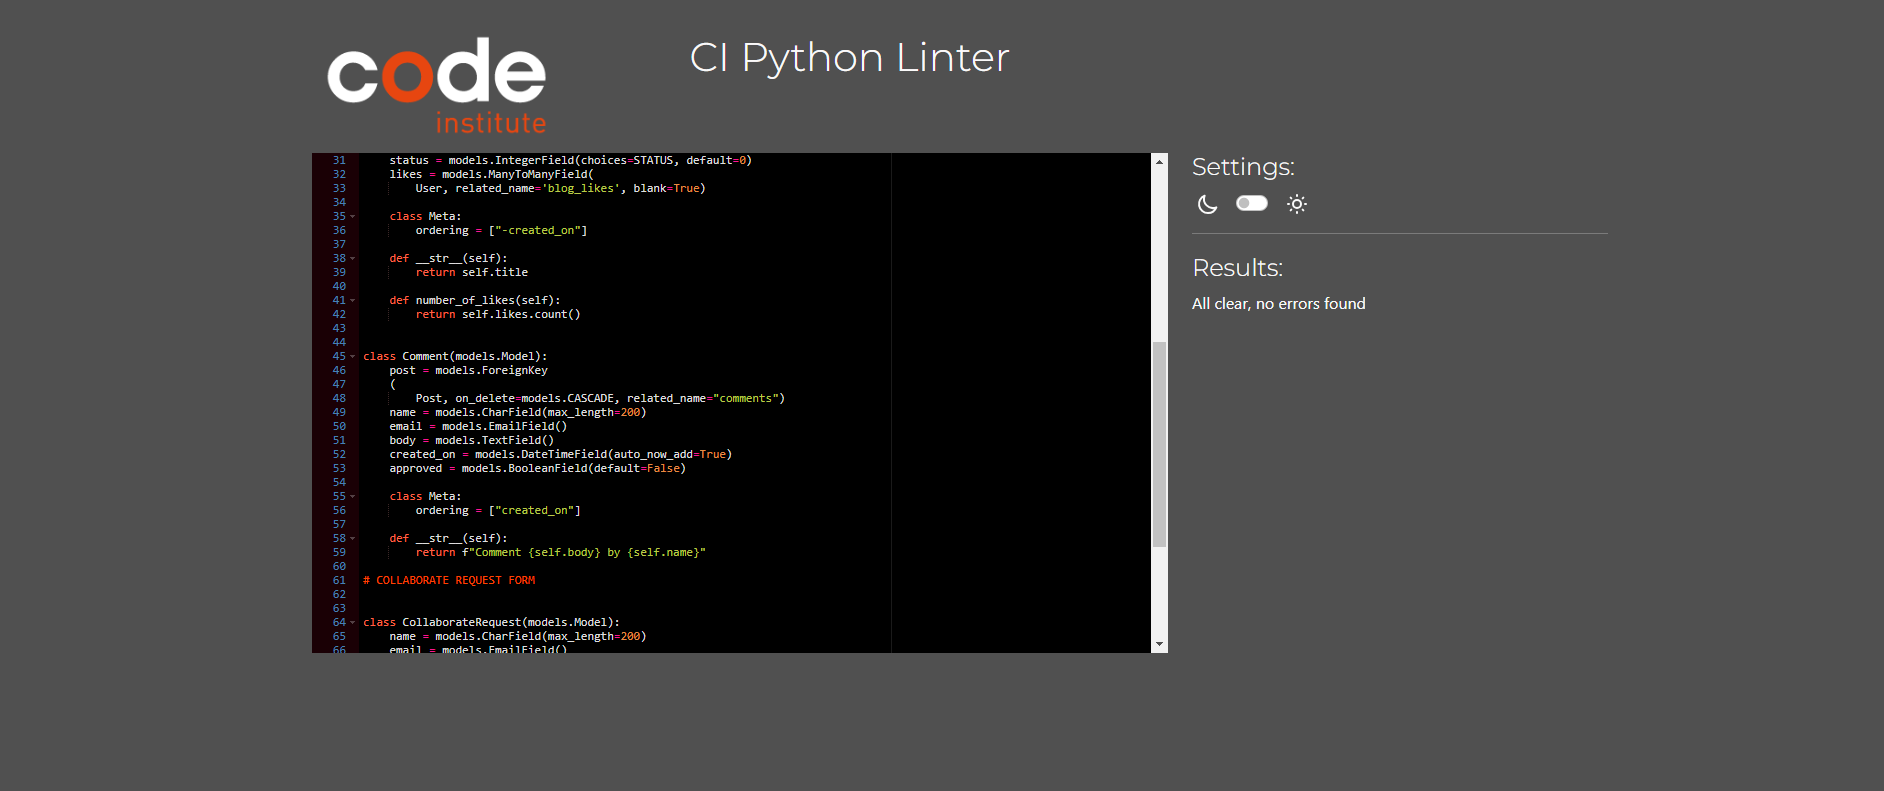 code
institute
CI Python Linter
31 status = models.IntegerField(choices=STATUS, default=0)
32 likes = models.ManyToManyField(
33 User, related_name='blog_likes', blank=True)
34
35 class Meta:
36 ordering = ["-created_on"]
37
38 def __str__(self):
39 return self.title
40
41 def number_of_likes(self):
42 return self.likes.count()
43
44
45 class Comment(models.Model):
46 post = models.ForeignKey
47 (
48 Post, on_delete=models.CASCADE, related_name="comments")
49 name = models.CharField(max_length=200)
50 email = models.EmailField()
51 body = models.TextField()
52 created_on = models.DateTimeField(auto_now_add=True)
53 approved = models.BooleanField(default=False)
54
55 class Meta:
56 ordering = ["created_on"]
57
58 def __str__(self):
59 return f"Comment {self.body} by {self.name}"
60
61 # COLLABORATE REQUEST FORM
62
63
64 class CollaborateRequest(models.Model):
65 name = models.CharField(max_length=200)
66 email = models.EmailField()
Settings:
Results:
All clear, no errors found